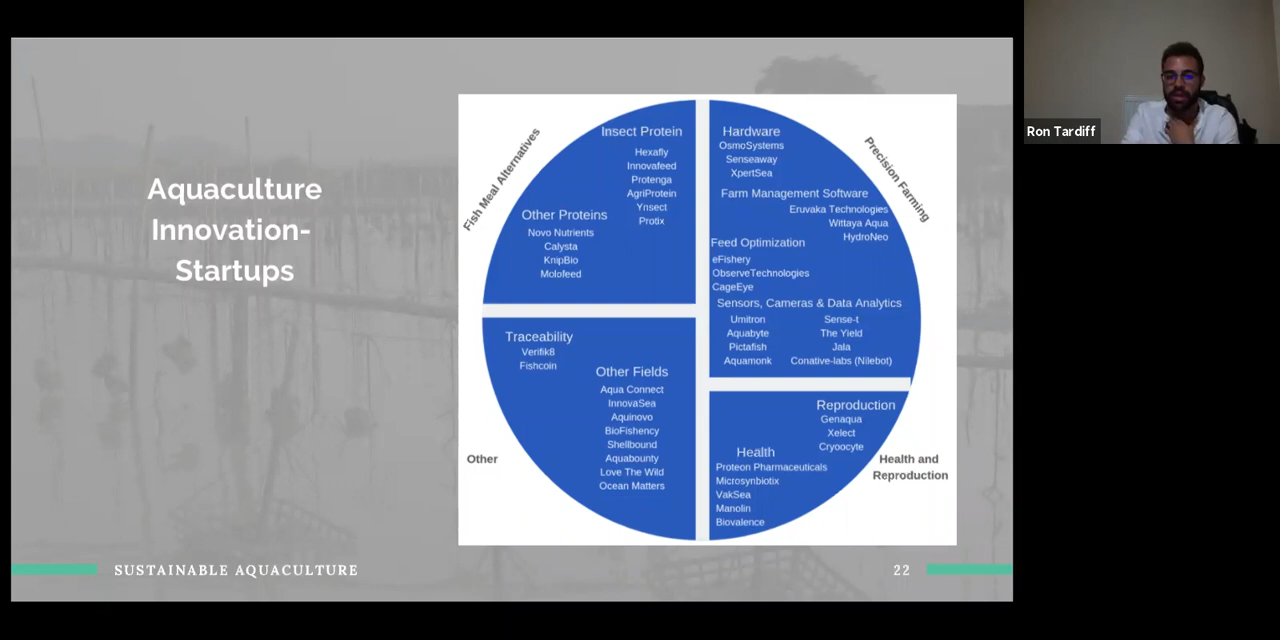 Aquaculture
Innovation-
Startups
Fish Meal Alternatives
Insect Protein
Hexafly
Innovafeed
Protenga
AgriProtein
Ynsect
Protix
Other Proteins
Novo Nutrients
Calysta
KnipBio
Molofeed
Precision Farming
Hardware
OsmoSystems
Senseaway
XpertSea
Farm Management Software
Eruvaka Technologies
Wittaya Aqua
HydroNeo
Feed Optimization
eFishery
ObserveTechnologies
CageEye
Sensors, Cameras & Data Analytics
Umitron
Aquabyte
Pictafish
Aquamonk
Sense-t
The Yield
Jala
Conative-labs (Nilebot)
Other
Traceability
Verifik8
Fishcoin
Other Fields
Aqua Connect
InnovaSea
Aquinovo
BioFishency
Shellbound
Aquabounty
Love The Wild
Ocean Matters
Health and
Reproduction
Reproduction
Genaqua
Xelect
Cryoocyte
Health
Proteon Pharmaceuticals
Microsynbiotix
VakSea
Manolin
Biovalence
SUSTAINABLE AQUACULTURE
22
Ron Tardiff